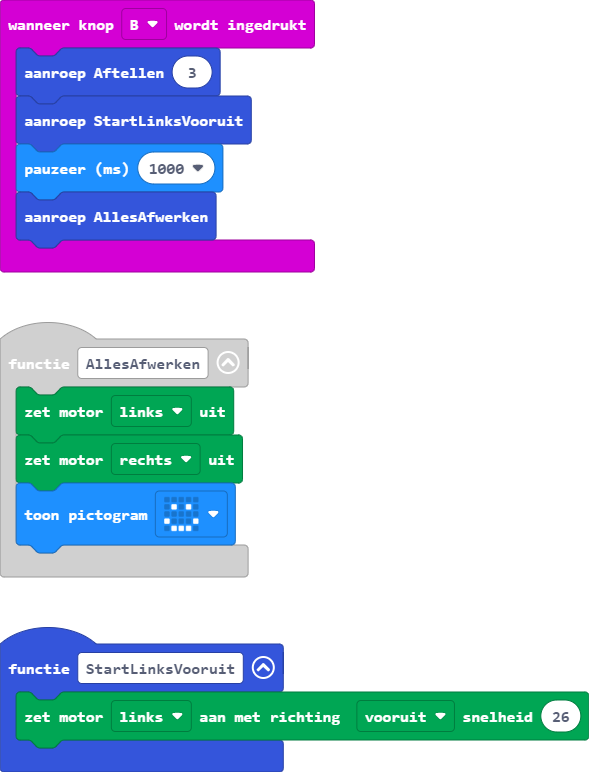 wanneer knop B wordt ingedrukt
aanroep Aftellen 3
aanroep StartLinksVooruit
pauzeer (ms) 1000
aanroep AllesAfwerken
functie AllesAfwerken
zet motor links uit
zet motor rechts uit
toon pictogram
functie StartLinksVooruit
zet motor links aan met richting vooruit snelheid 26